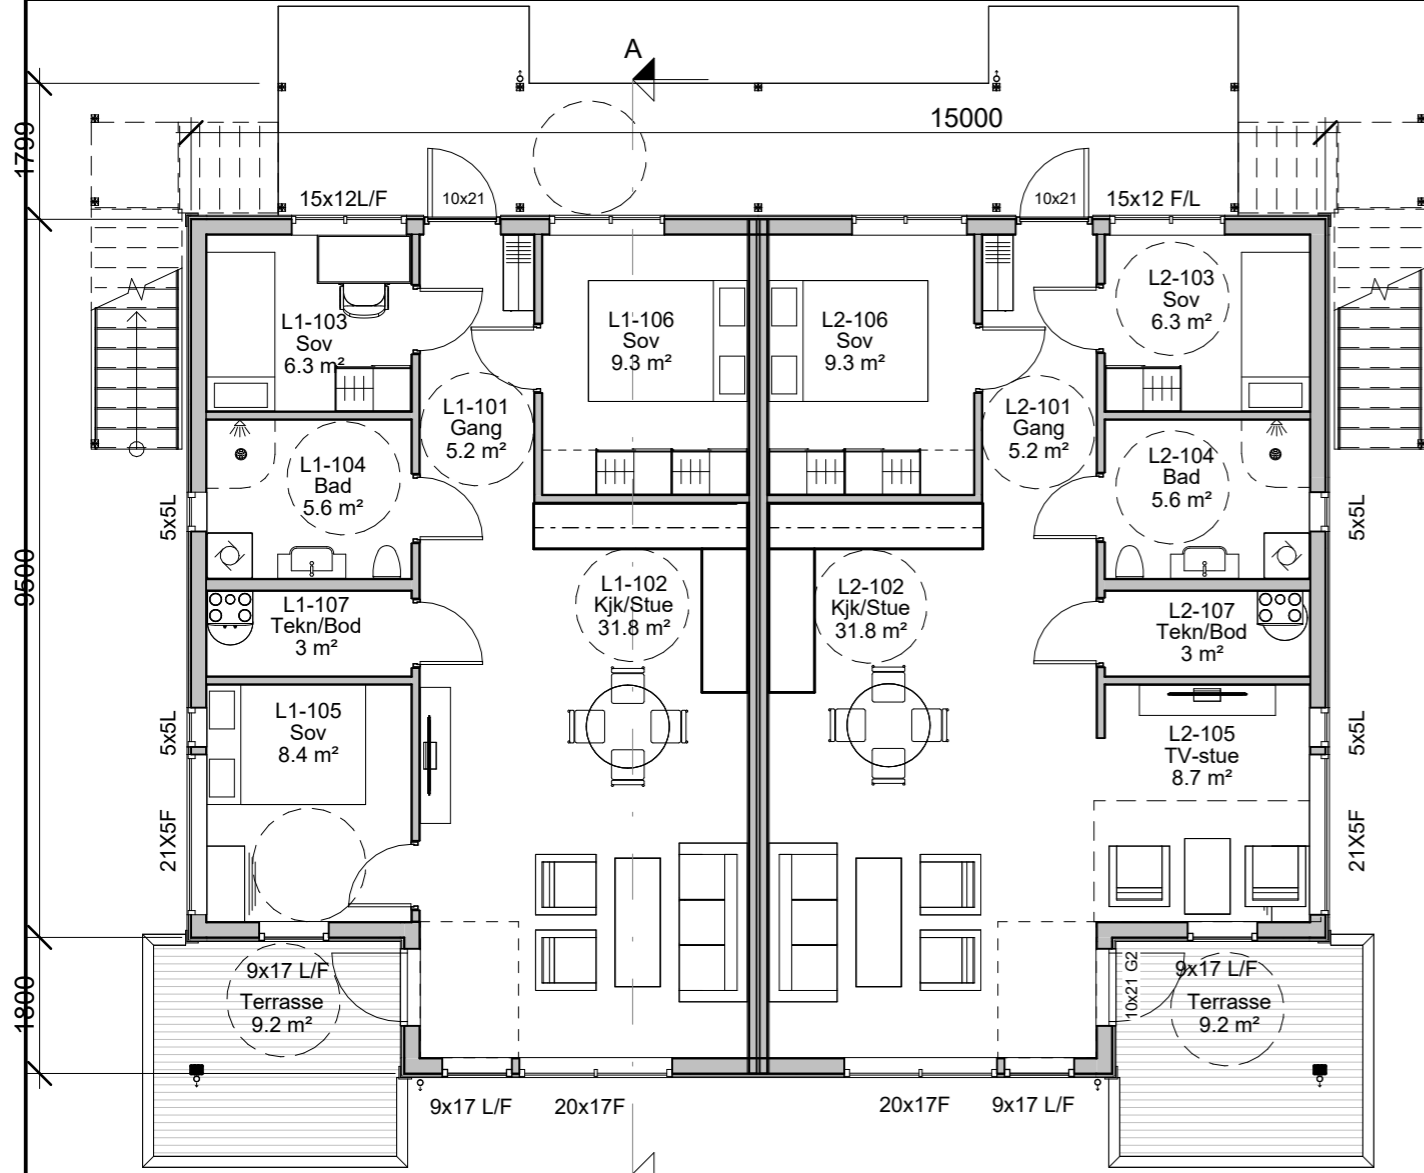 A
15000
1799
15x12L/F
10x21
10x21
15x12 F/L
L1-103
Sov
6.3 m²
L1-106
Sov
9.3 m²
L2-106
Sov
9.3 m²
L2-103
Sov
6.3 m²
L1-101
Gang
5.2 m²
L2-101
Gang
5.2 m²
L1-104
Bad
5.6 m²
L2-104
Bad
5.6 m²
5x5L
5x5L
9500
L1-107
Tekn/Bod
3 m²
L1-102
Kjk/Stue
31.8 m²
L2-102
Kjk/Stue
31.8 m²
L2-107
Tekn/Bod
3 m²
L1-105
Sov
8.4 m²
L2-105
TV-stue
8.7 m²
5x5L
5x5L
21X5F
21X5F
1800
9x17 L/F
Terrasse
9.2 m²
10x21 G2
9x17 L/F
Terrasse
9.2 m²
9x17 L/F
20x17F
20x17F
9x17 L/F